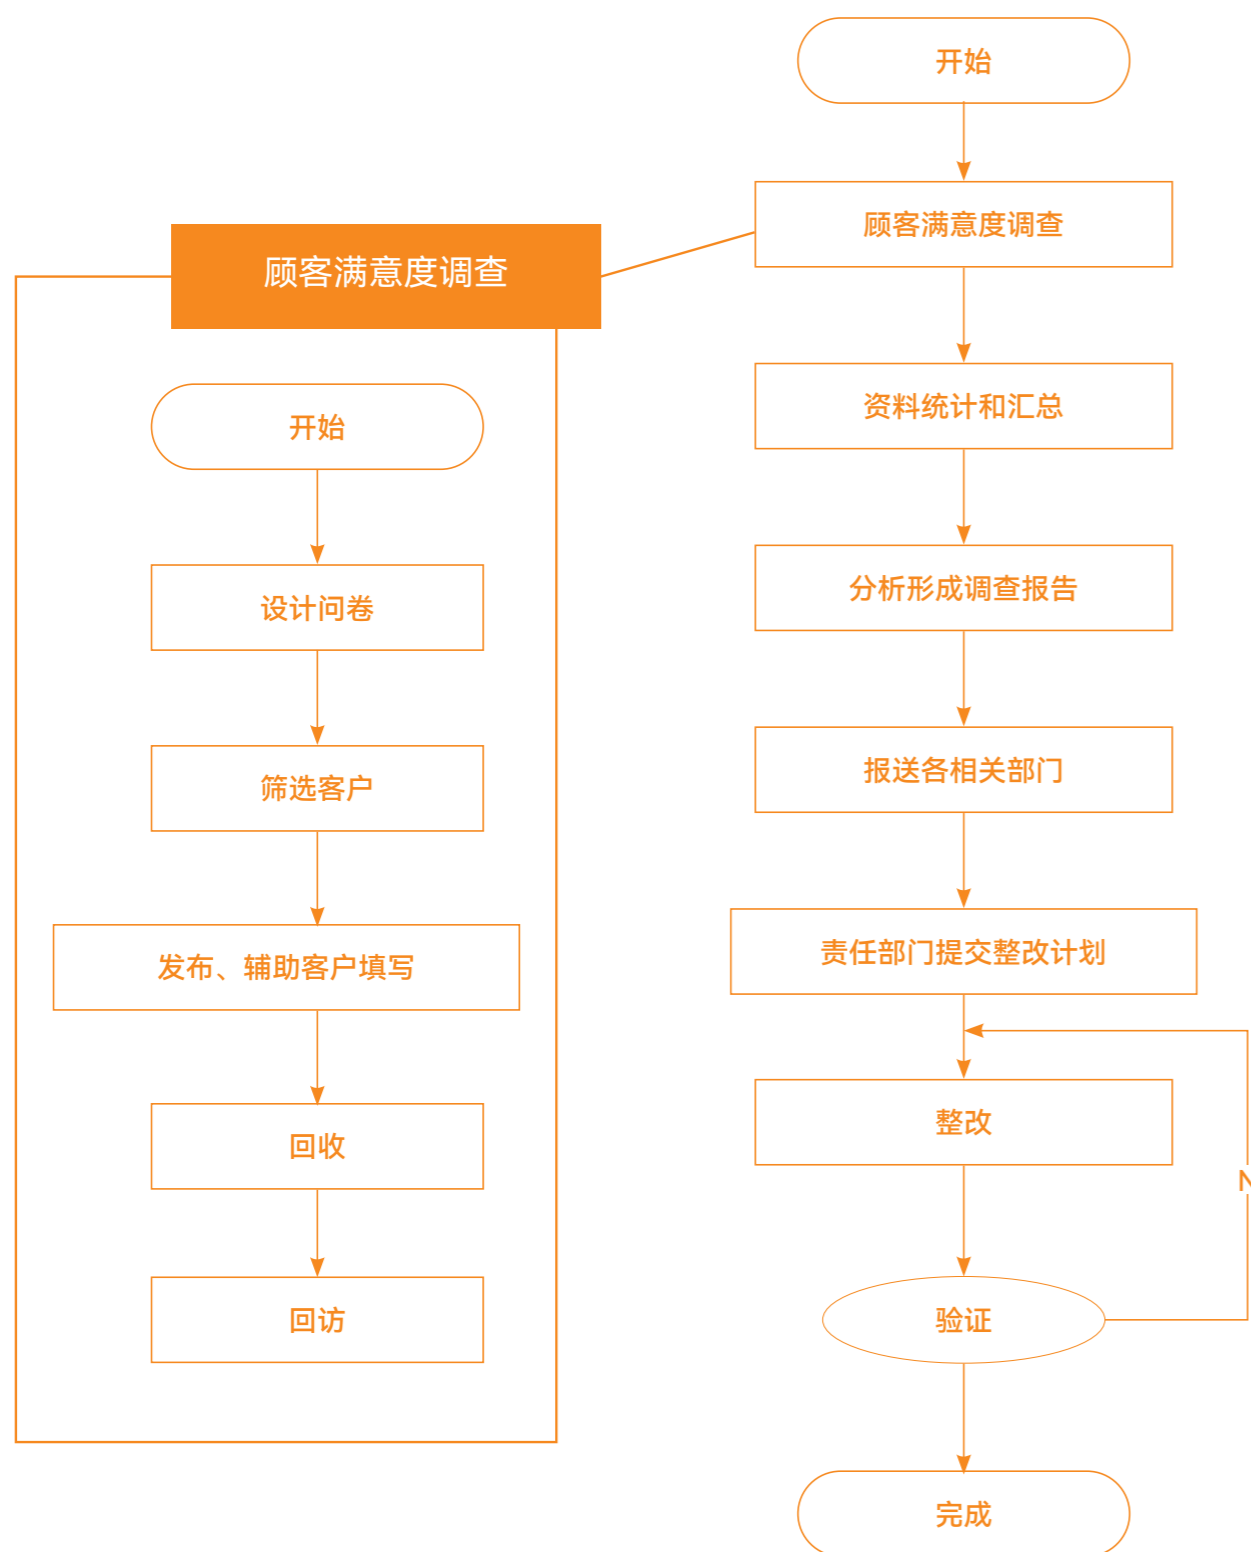 开始
顾客满意度调查
顾客满意度调查
资料统计和汇总
开始
分析形成调查报告
设计问卷
报送各相关部门
筛选客户
责任部门提交整改计划
发布、辅助客户填写
整改
回收
N
验证
回访
完成